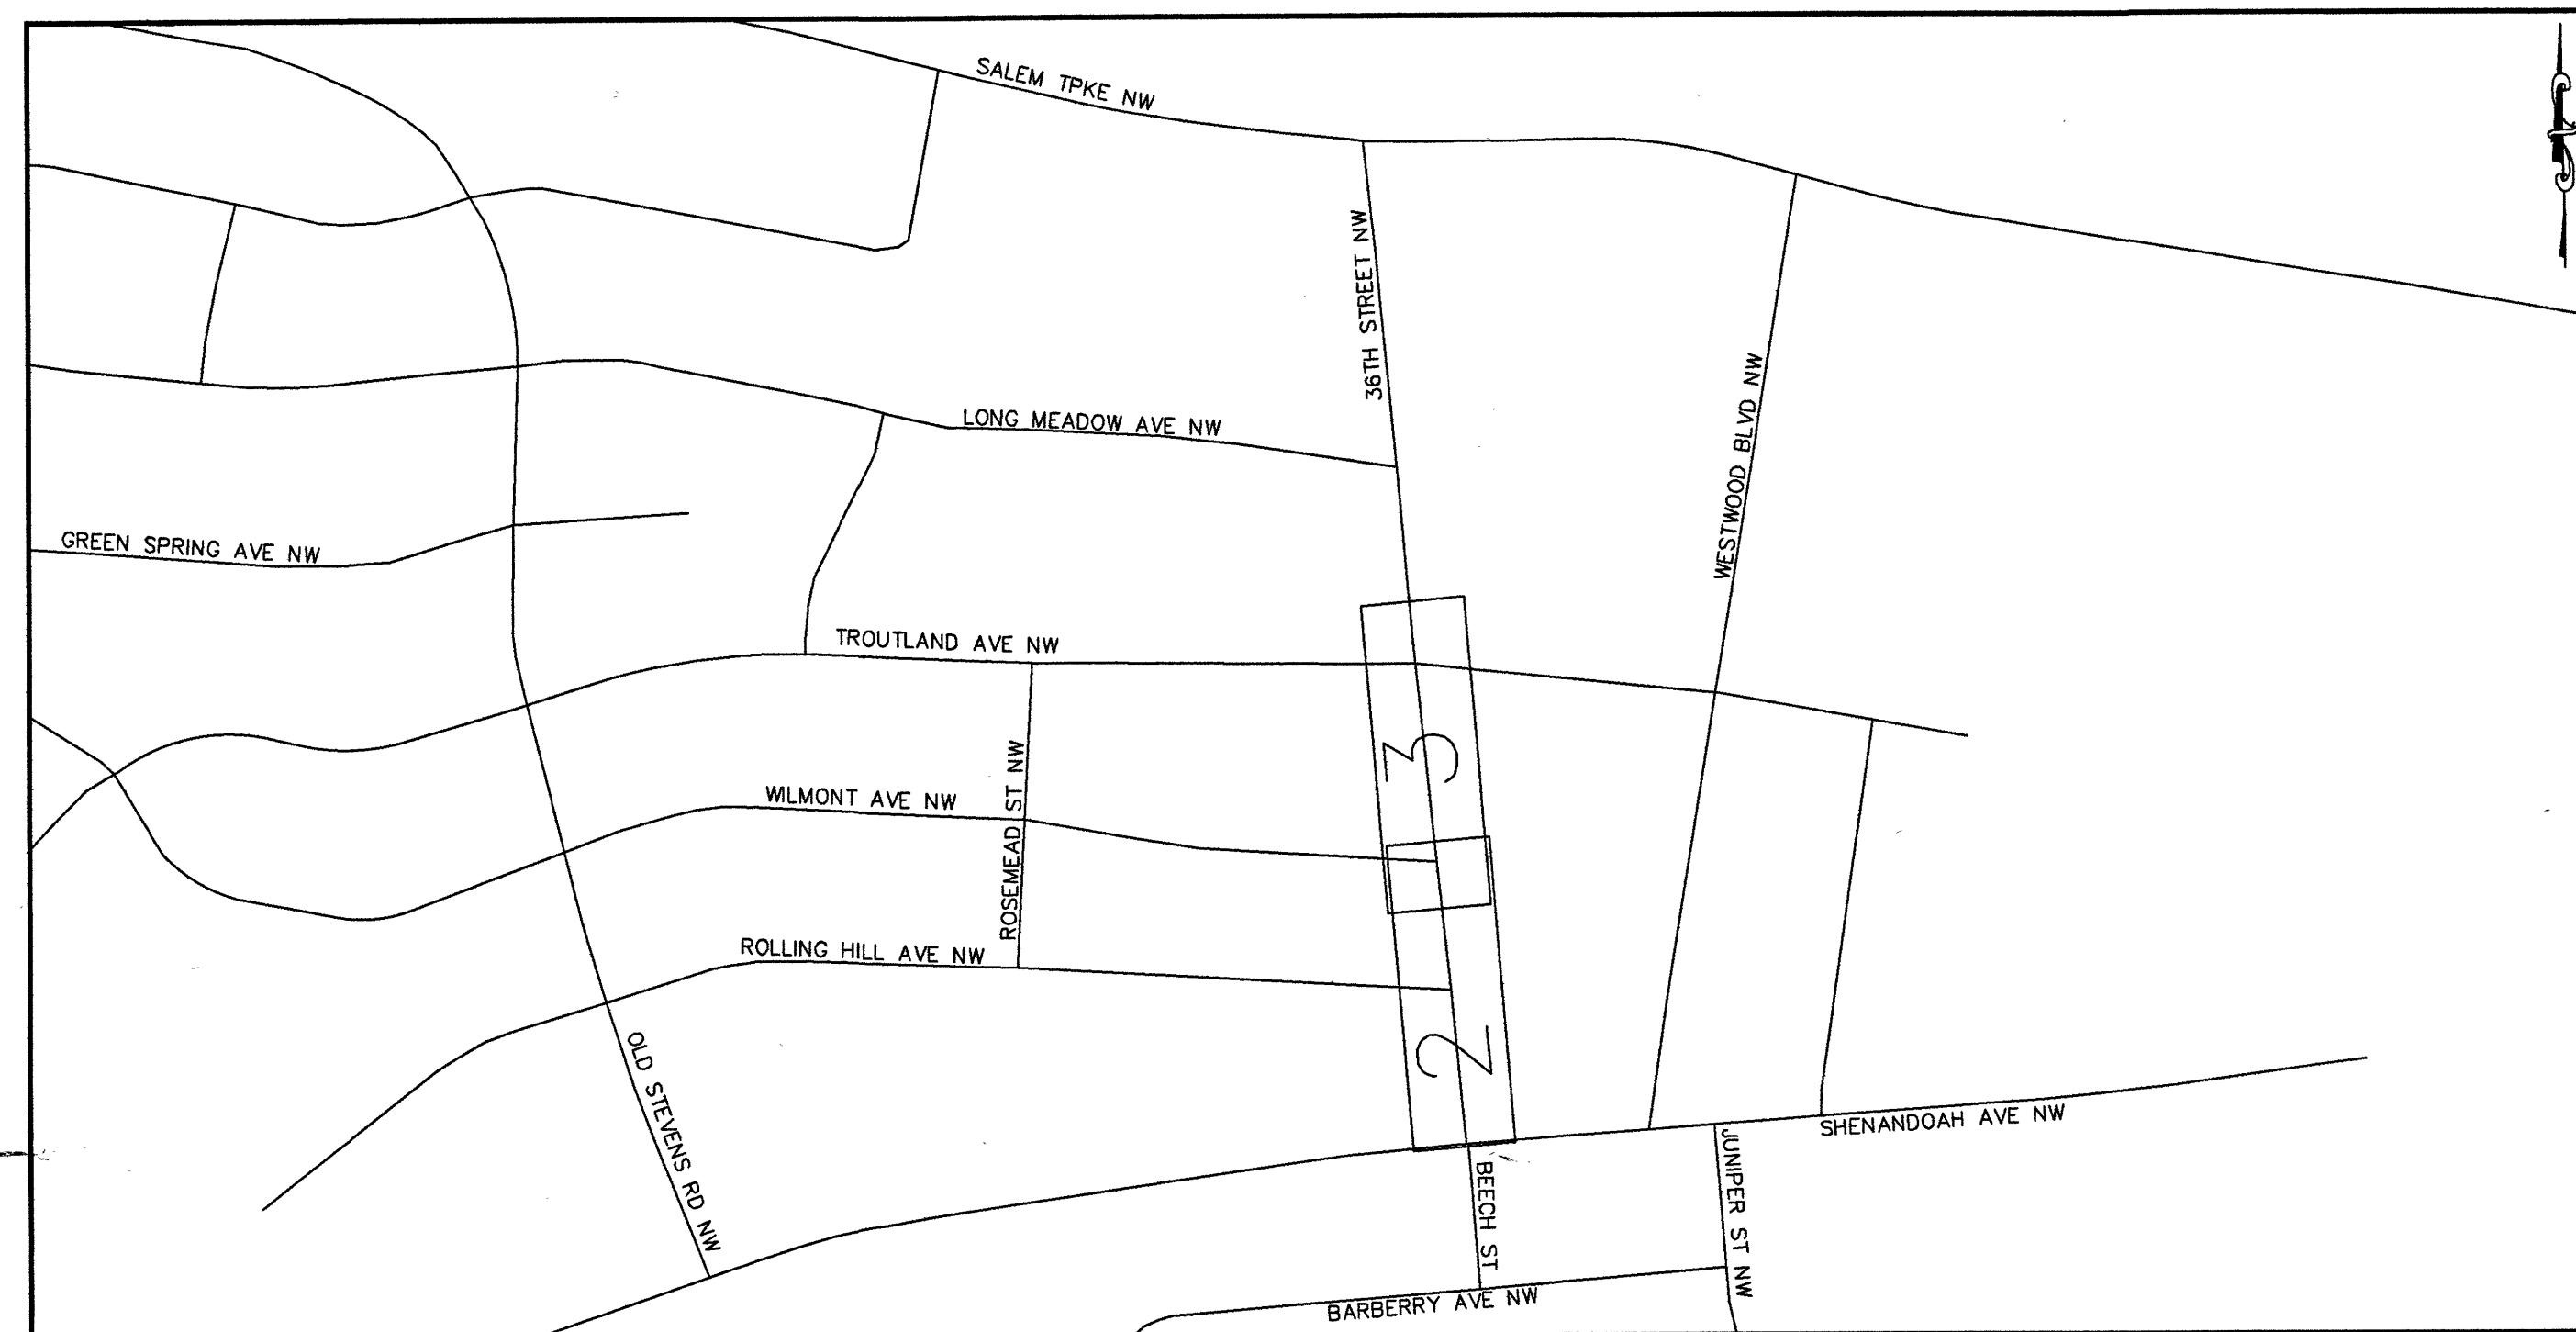 SALEM TPKE NW
36TH STREET NW
WESTWOOD BLVD NW
LONG MEADOW AVE NW
GREEN SPRING AVE NW
TROUTLAND AVE NW
3
WILMONT AVE NW
ROSEMEAD ST NW
ROLLING HILL AVE NW
2
OLD STEVENS RD NW
SHENANDOAH AVE NW
JUNIPER ST NW
BEECH ST
BARBERRY AVE NW